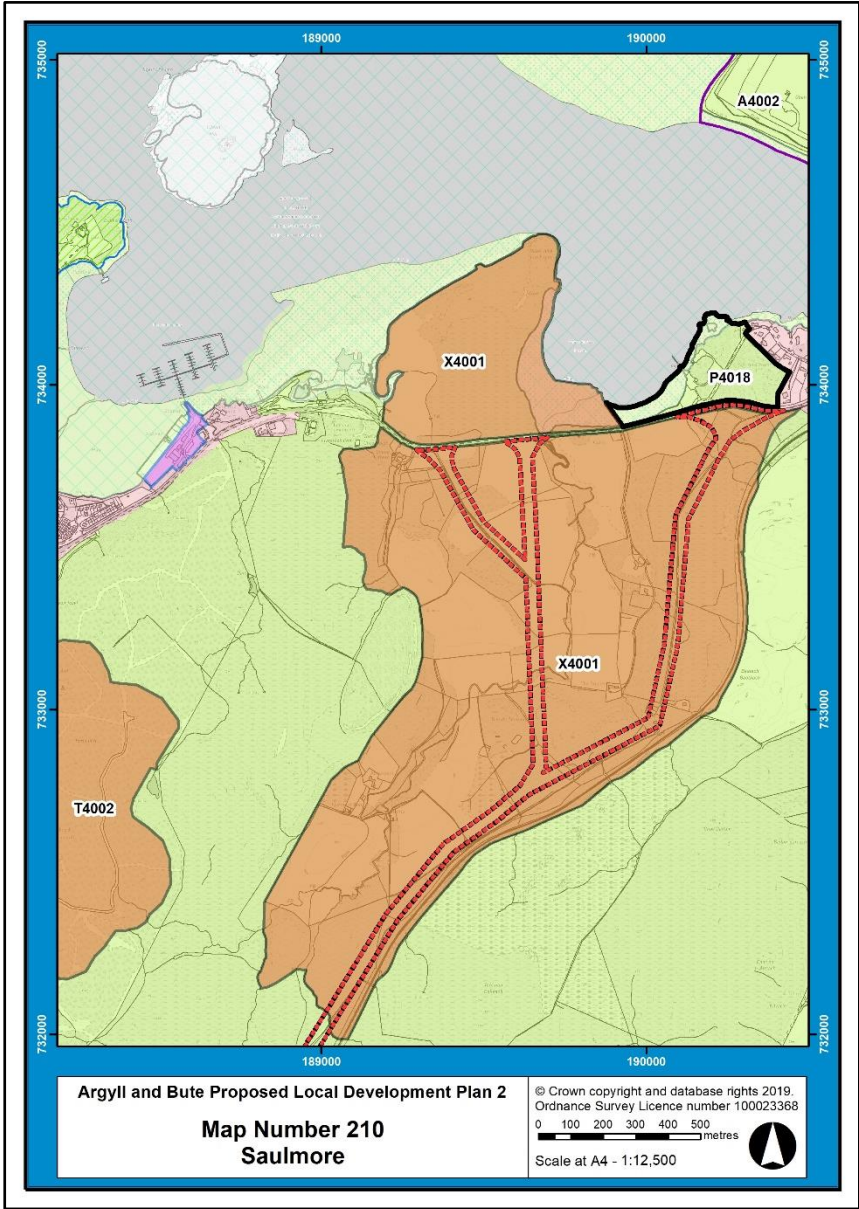 189000
190000
735000
735000
A4002
734000
734000
X4001
P4018
733000
733000
X4001
T4002
732000
732000
189000
190000
Argyll and Bute Proposed Local Development Plan 2
Map Number 210
Saulmore
© Crown copyright and database rights 2019.
Ordnance Survey Licence number 100023368
0 100 200 300 400 500
metres
Scale at A4 - 1:12,500